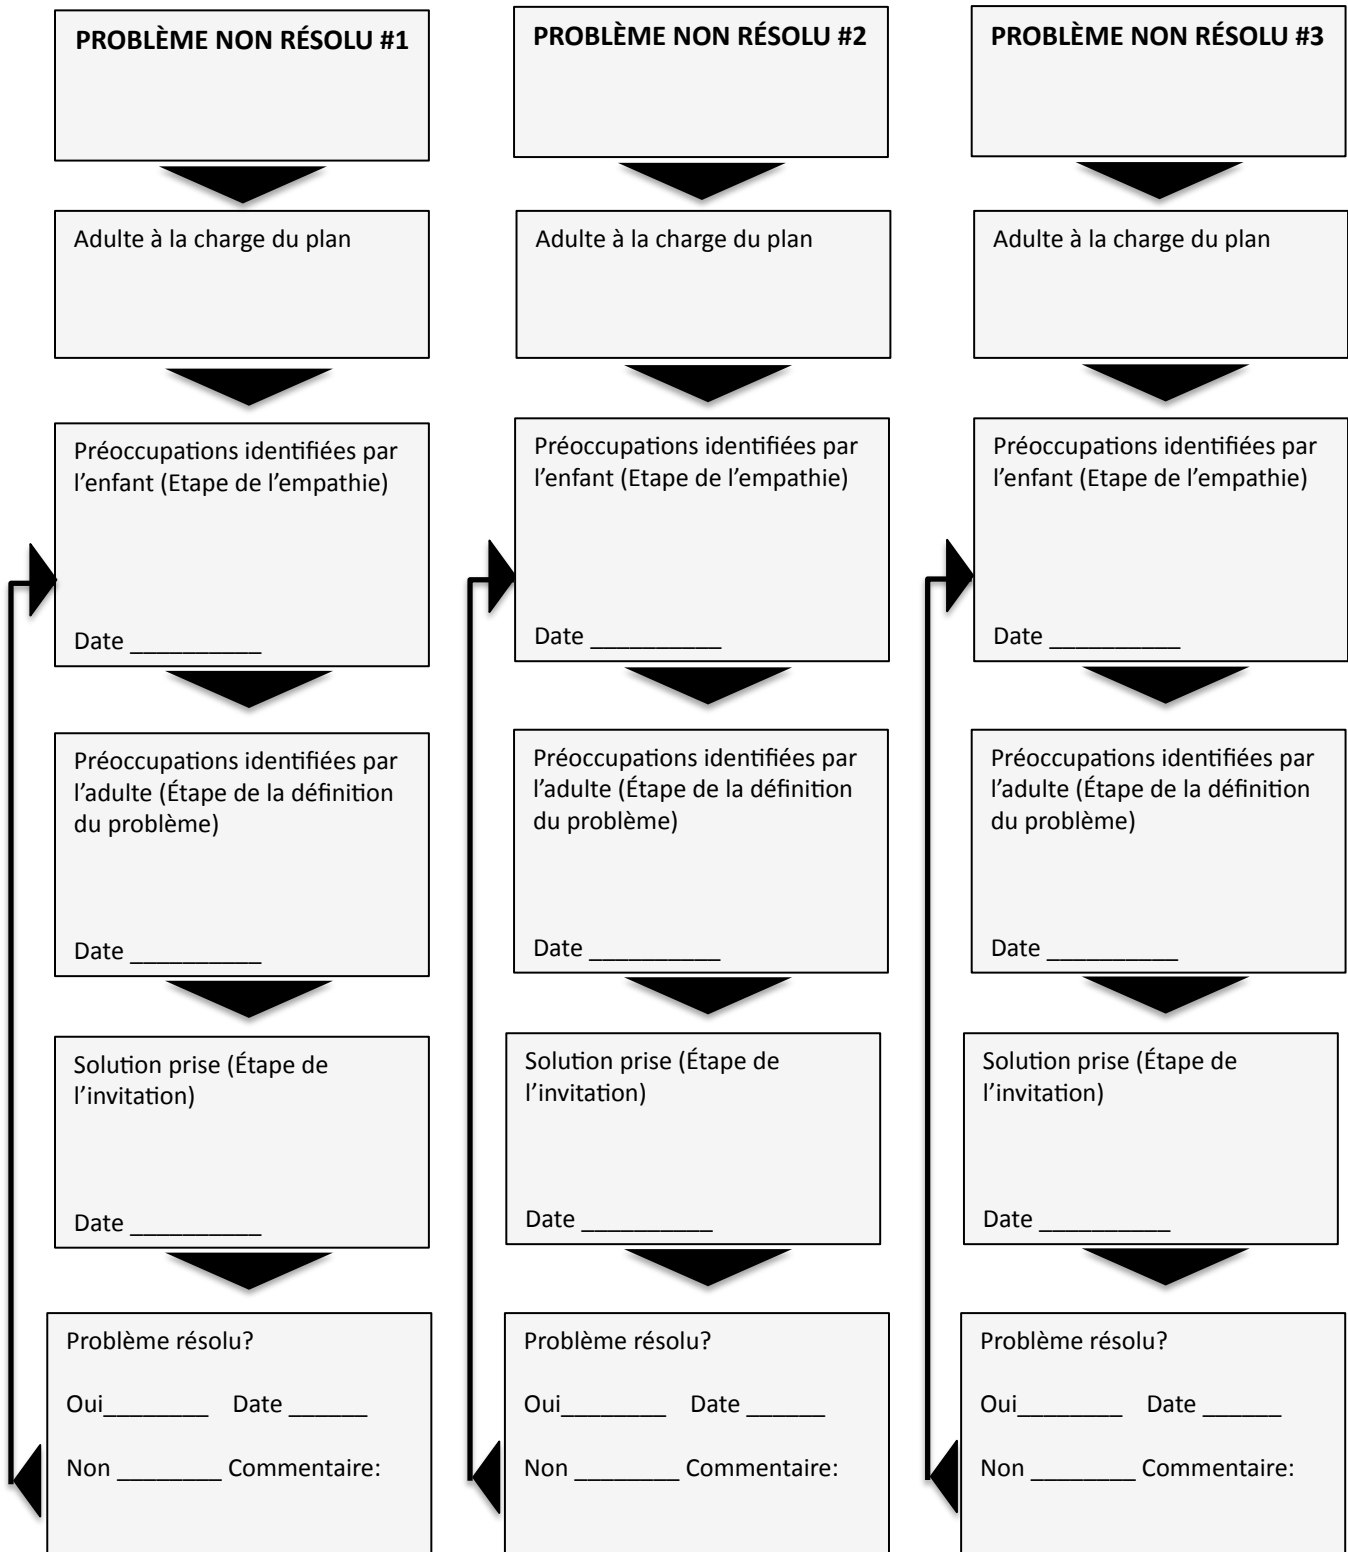 PROBLÈME NON RÉSOLU #1
Adulte à la charge du plan
Préoccupations identifiées par
l’enfant (Etape de l’empathie)
Date __________
Préoccupations identifiées par
l’adulte (Étape de la définition
du problème)
Date __________
Solution prise (Étape de
l’invitation)
Date __________
Problème résolu?
Oui________ Date ______
Non ________ Commentaire:
PROBLÈME NON RÉSOLU #2
Adulte à la charge du plan
Préoccupations identifiées par
l’enfant (Etape de l’empathie)
Date __________
Préoccupations identifiées par
l’adulte (Étape de la définition
du problème)
Date __________
Solution prise (Étape de
l’invitation)
Date __________
Problème résolu?
Oui________ Date ______
Non ________ Commentaire:
PROBLÈME NON RÉSOLU #3
Adulte à la charge du plan
Préoccupations identifiées par
l’enfant (Etape de l’empathie)
Date __________
Préoccupations identifiées par
l’adulte (Étape de la définition
du problème)
Date __________
Solution prise (Étape de
l’invitation)
Date __________
Problème résolu?
Oui________ Date ______
Non ________ Commentaire: